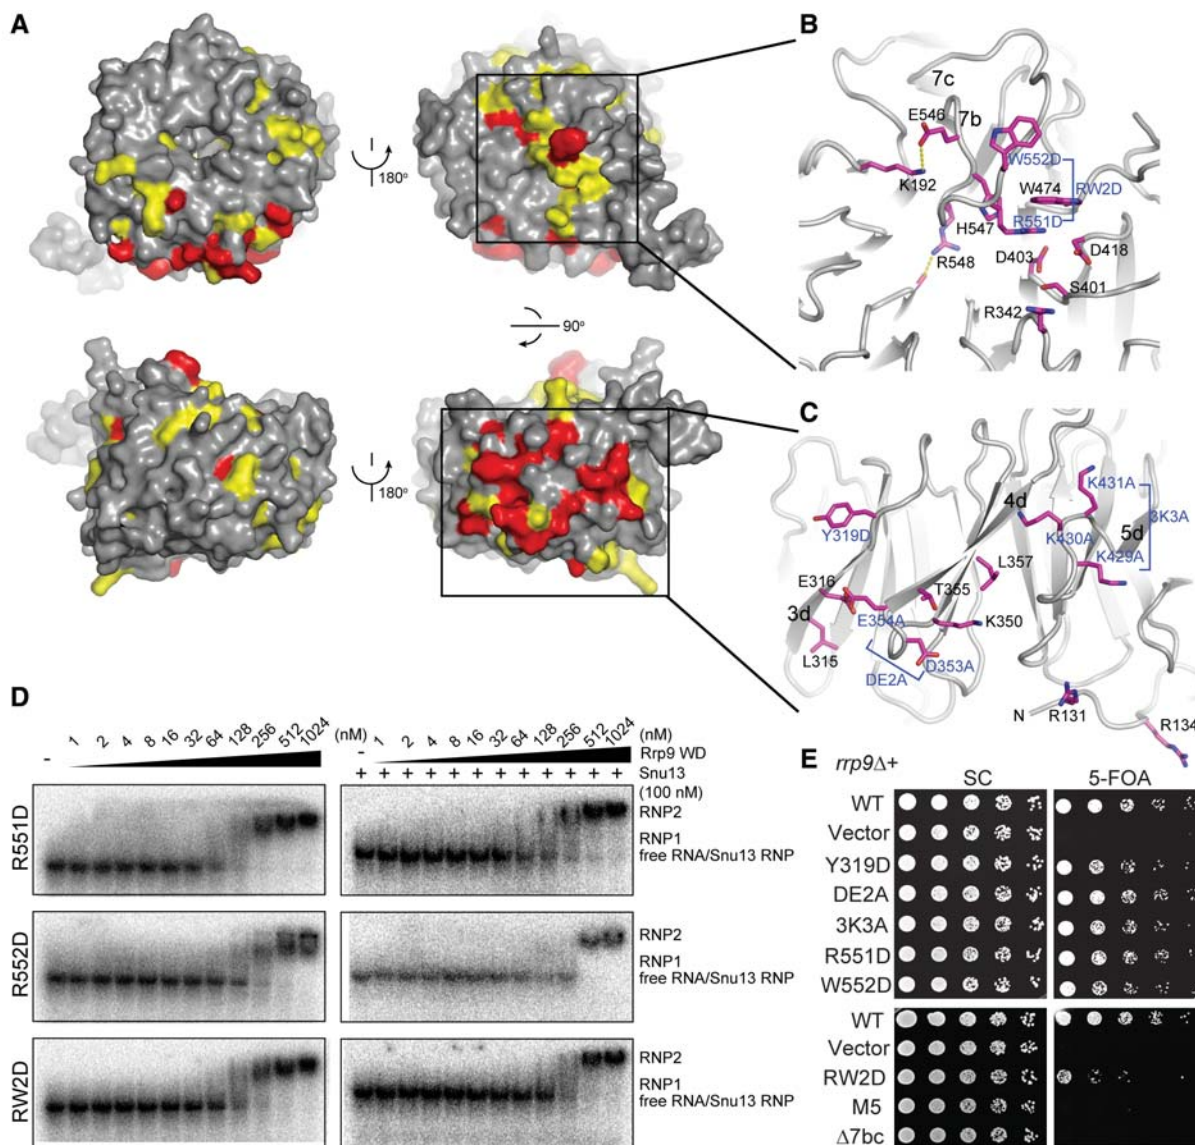 A
180°
90°
180°
B
7c
E546
7b
W552D
K192
W474
RW2D
R551D
H547
D418
D403
R548
S401
R342
C
K431A
4d
3K3A
Y319D
5d
K430A
L357
K429A
E316
T355
3d
E354A
K350
L315
D353A
DE2A
N
R131
R134
D
- 1 2 4 8 16 32 64 128 256 512 1024 (nM)
- 1 2 4 8 16 32 64 128 256 512 1024 (nM)
Rrp9 WD
+ + + + + + + + + + + + Snu13
(100 nM)
R551D
RNP2
RNP1
free RNA/Snu13 RNP
R552D
RNP2
RNP1
free RNA/Snu13 RNP
RW2D
RNP2
RNP1
free RNA/Snu13 RNP
E
rrp9Δ+
SC 5-FOA
WT
Vector
Y319D
DE2A
3K3A
R551D
W552D
WT
Vector
RW2D
M5
Δ7bc